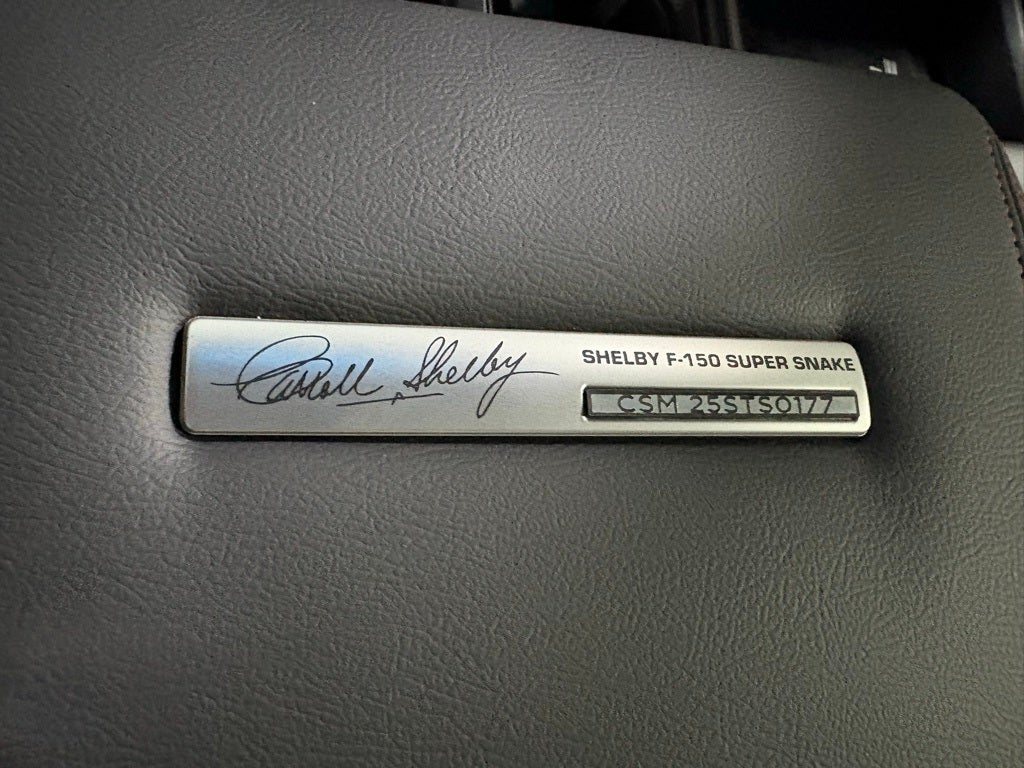 Carroll Shelby
SHELBY F-150 SUPER SNAKE
CSM 25STS0177